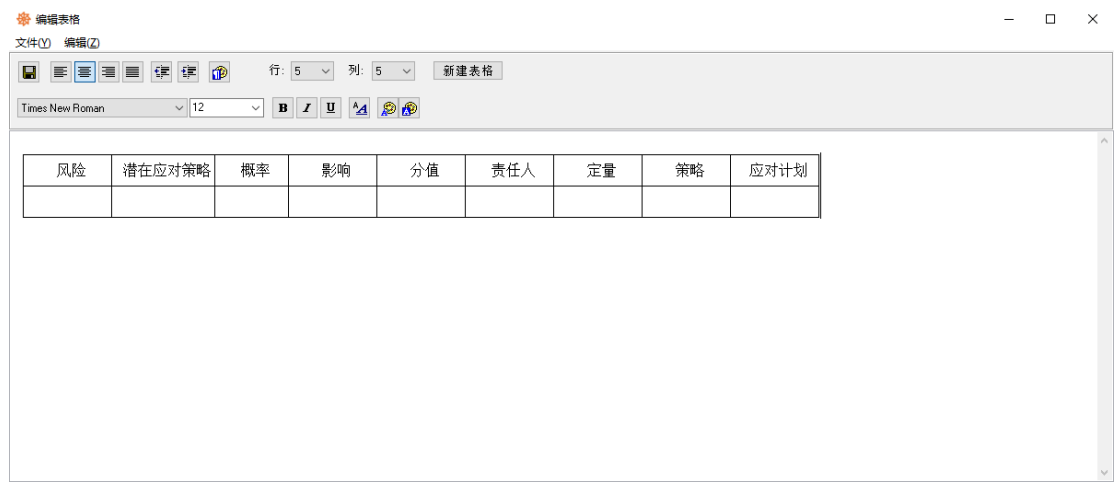 编辑表格
文件(Y) 编辑(Z)
行: 5 列: 5 新建表格
Times New Roman 12 B I U A A
风险 潜在应对策略 概率 影响 分值 责任人 定量 策略 应对计划